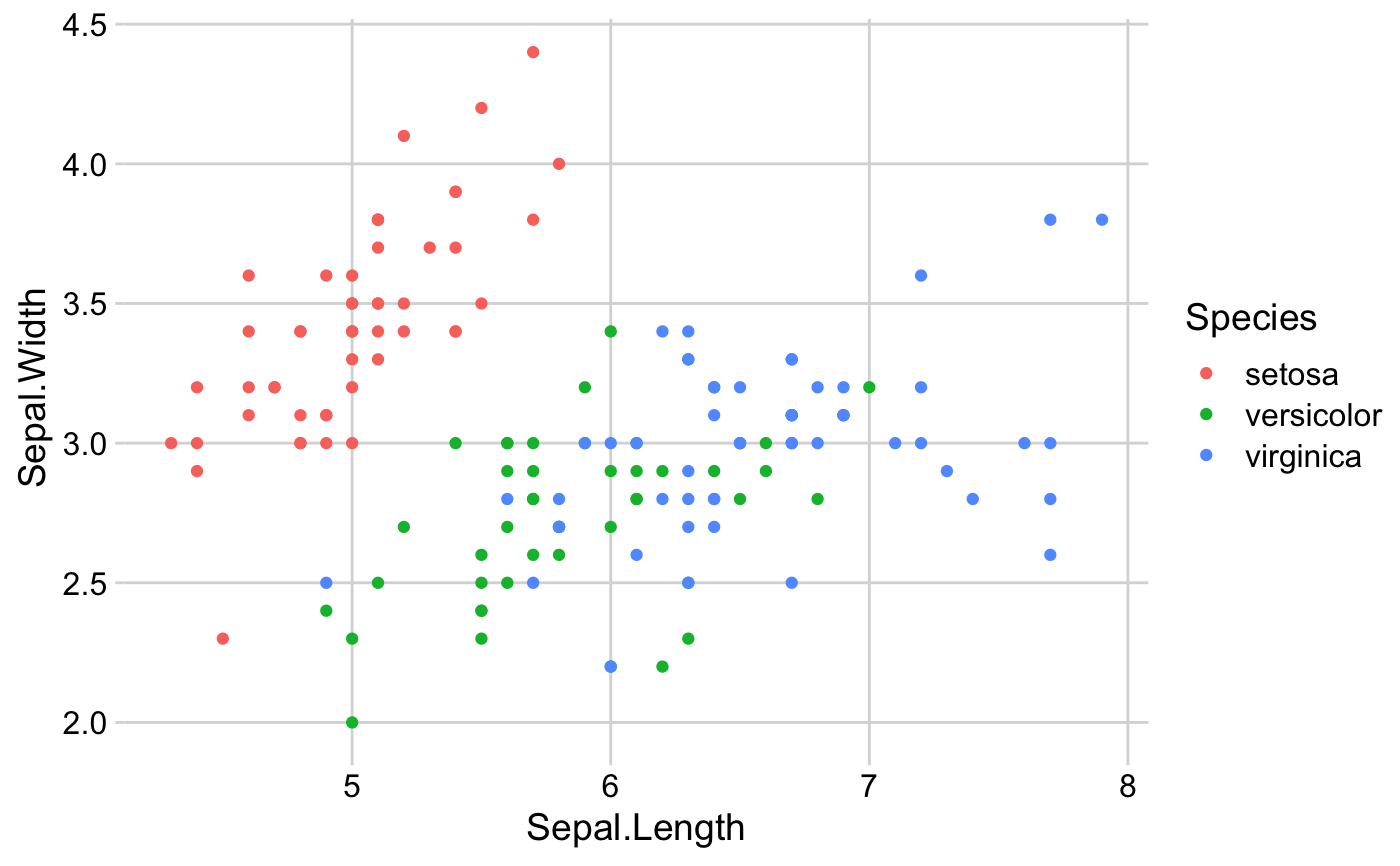 4.5
4.0
3.5
3.0
2.5
2.0
Sepal.Width
5 6 7 8
Sepal.Length
Species
setosa
versicolor
virginica